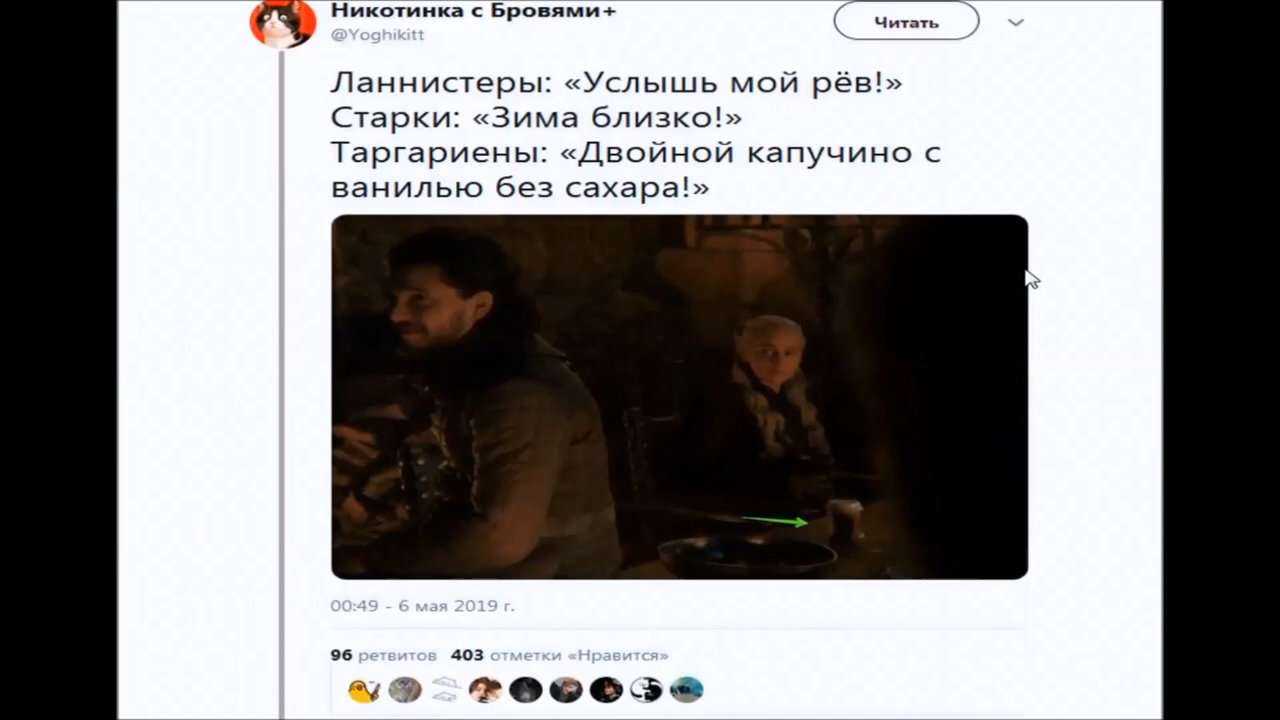 Никотинка с Бровями+
@Yoghikitt
Читать
Ланнистеры: «Услышь мой рёв!»
Старки: «Зима близко!»
Таргариены: «Двойной капучино с
ванилью без сахара!»
00:49 - 6 мая 2019 г.
96 ретвитов 403 отметки «Нравится»